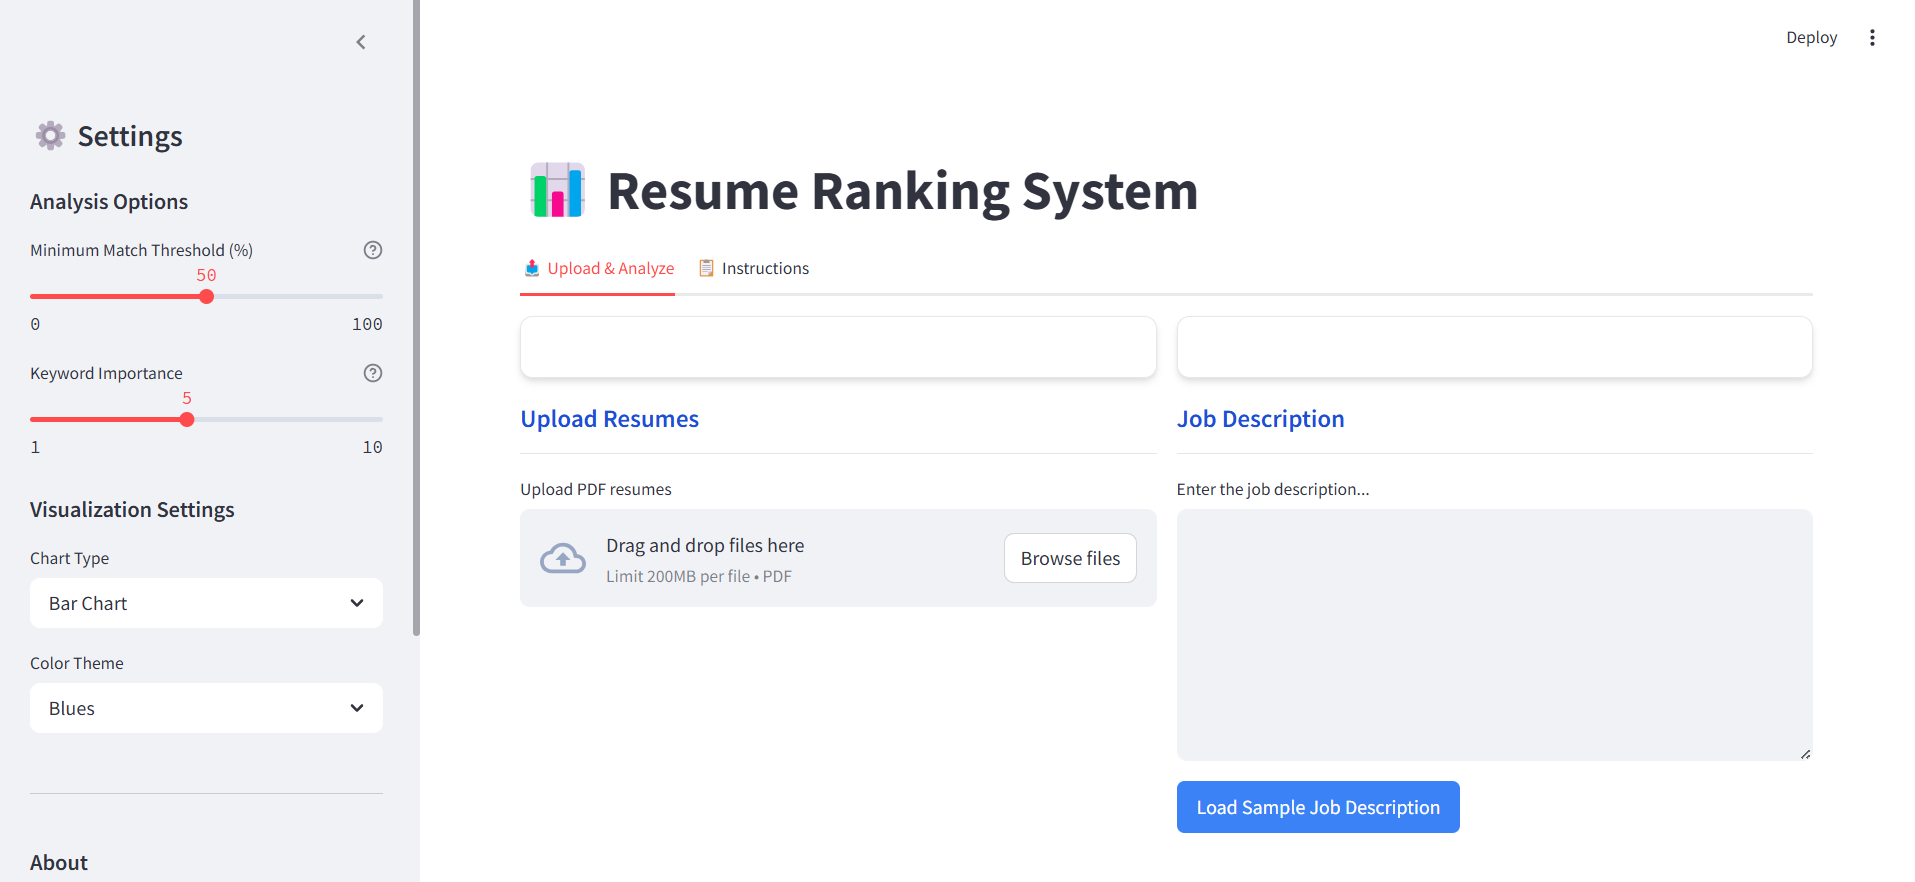 Deploy
Settings
Analysis Options
Minimum Match Threshold (%)
50
0 100
Keyword Importance
5
1 10
Visualization Settings
Chart Type
Bar Chart
Color Theme
Blues
About
Resume Ranking System
Upload & Analyze Instructions
Upload Resumes
Upload PDF resumes
Drag and drop files here
Limit 200MB per file • PDF
Browse files
Job Description
Enter the job description...
Load Sample Job Description